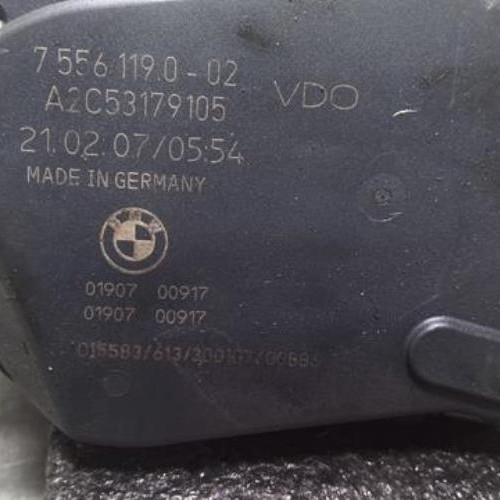 7 556 119.0 - 02
VDO
A2C53179105
21.02.07/05:54
MADE IN GERMANY
BMW
01907 00917
01907 00917